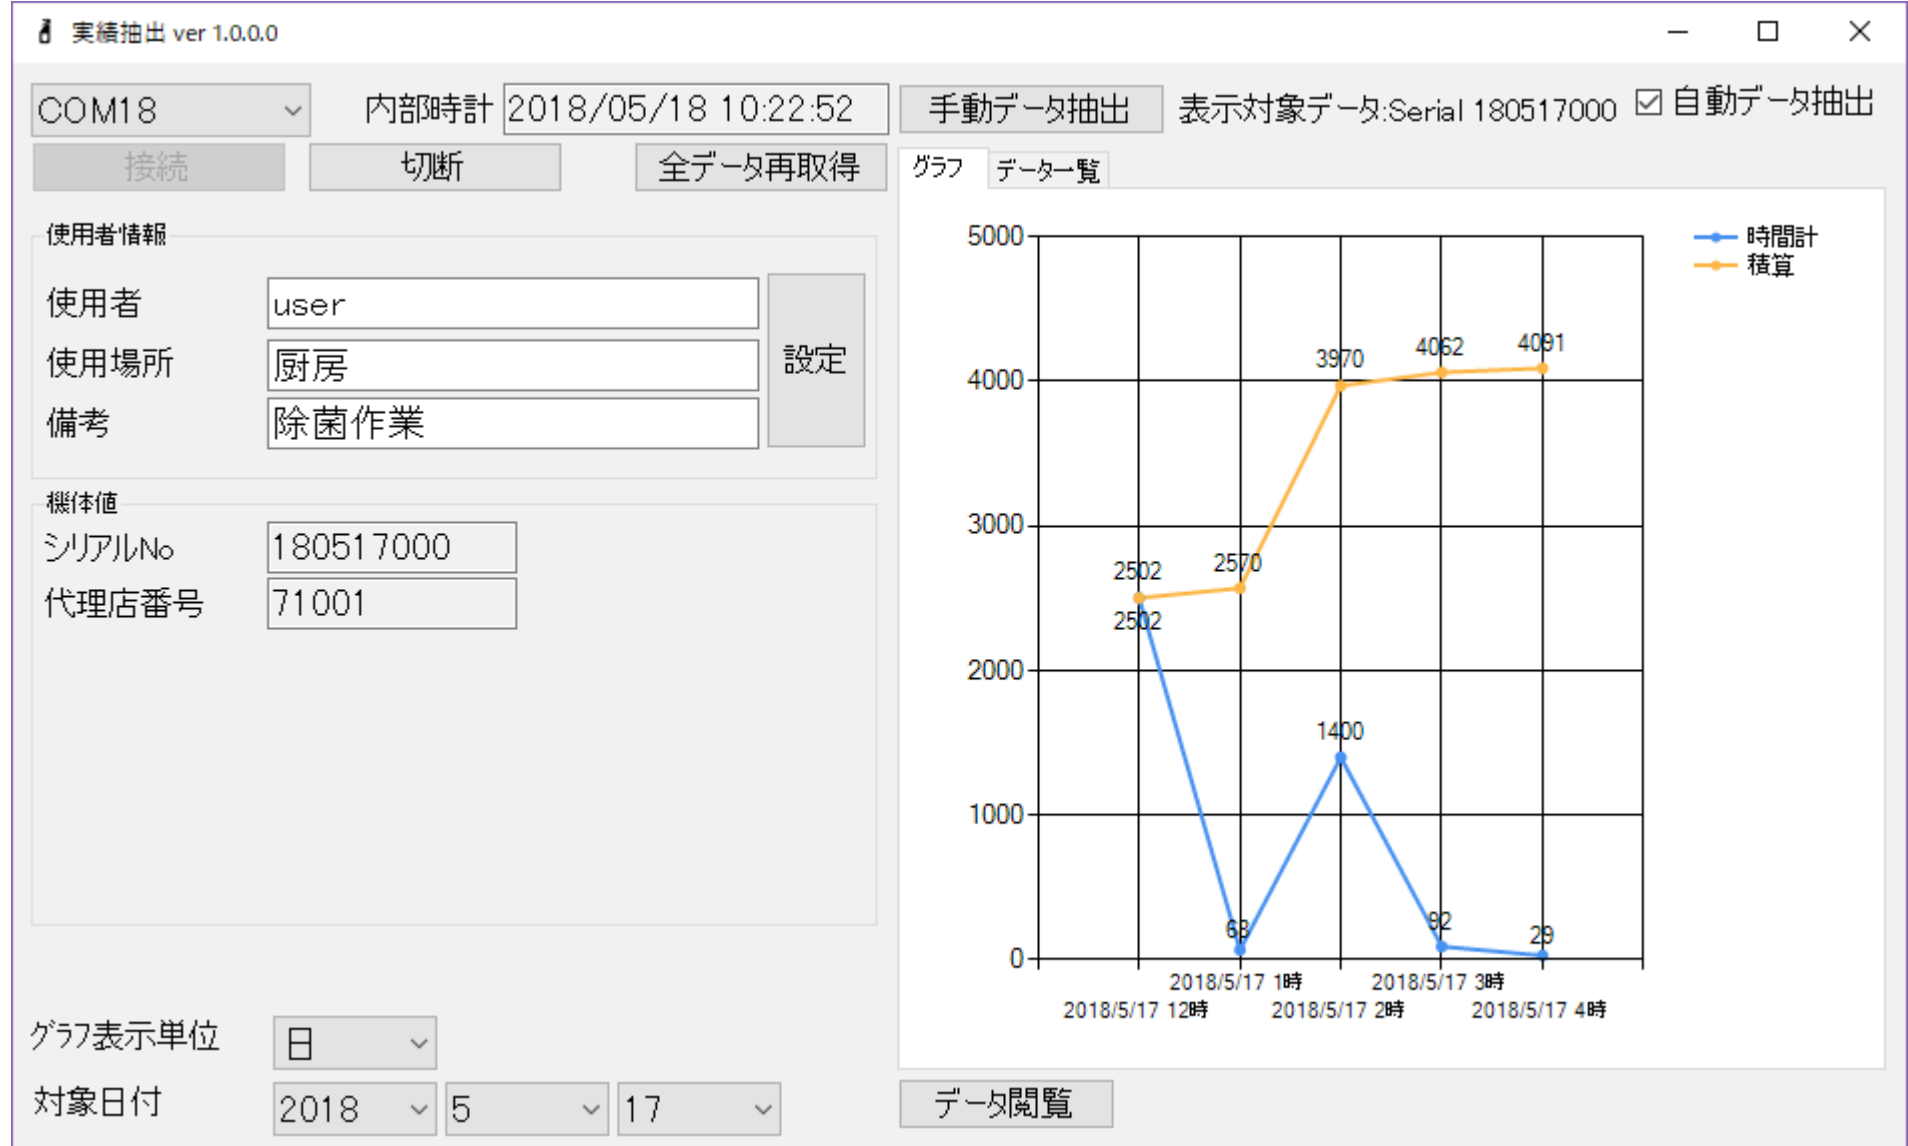 実績抽出 ver 1.0.0.0
COM18 内部時計 2018/05/18 10:22:52 手動データ抽出 表示対象データ:Serial 180517000 自動データ抽出
接続 切断 全データ再取得
グラフ データ一覧
使用者情報
使用者 user
使用場所 厨房
備考 除菌作業
設定
機体値
シリアルNo 180517000
代理店番号 71001
グラフ表示単位 日
対象日付 2018 5 17
5000
4000
3000
2000
1000
0
時間計
積算
2502 2570 3970 4062 4091
2502 68 1400 92 29
2018/5/17 1時 2018/5/17 3時
2018/5/17 12時 2018/5/17 2時 2018/5/17 4時
データ閲覧